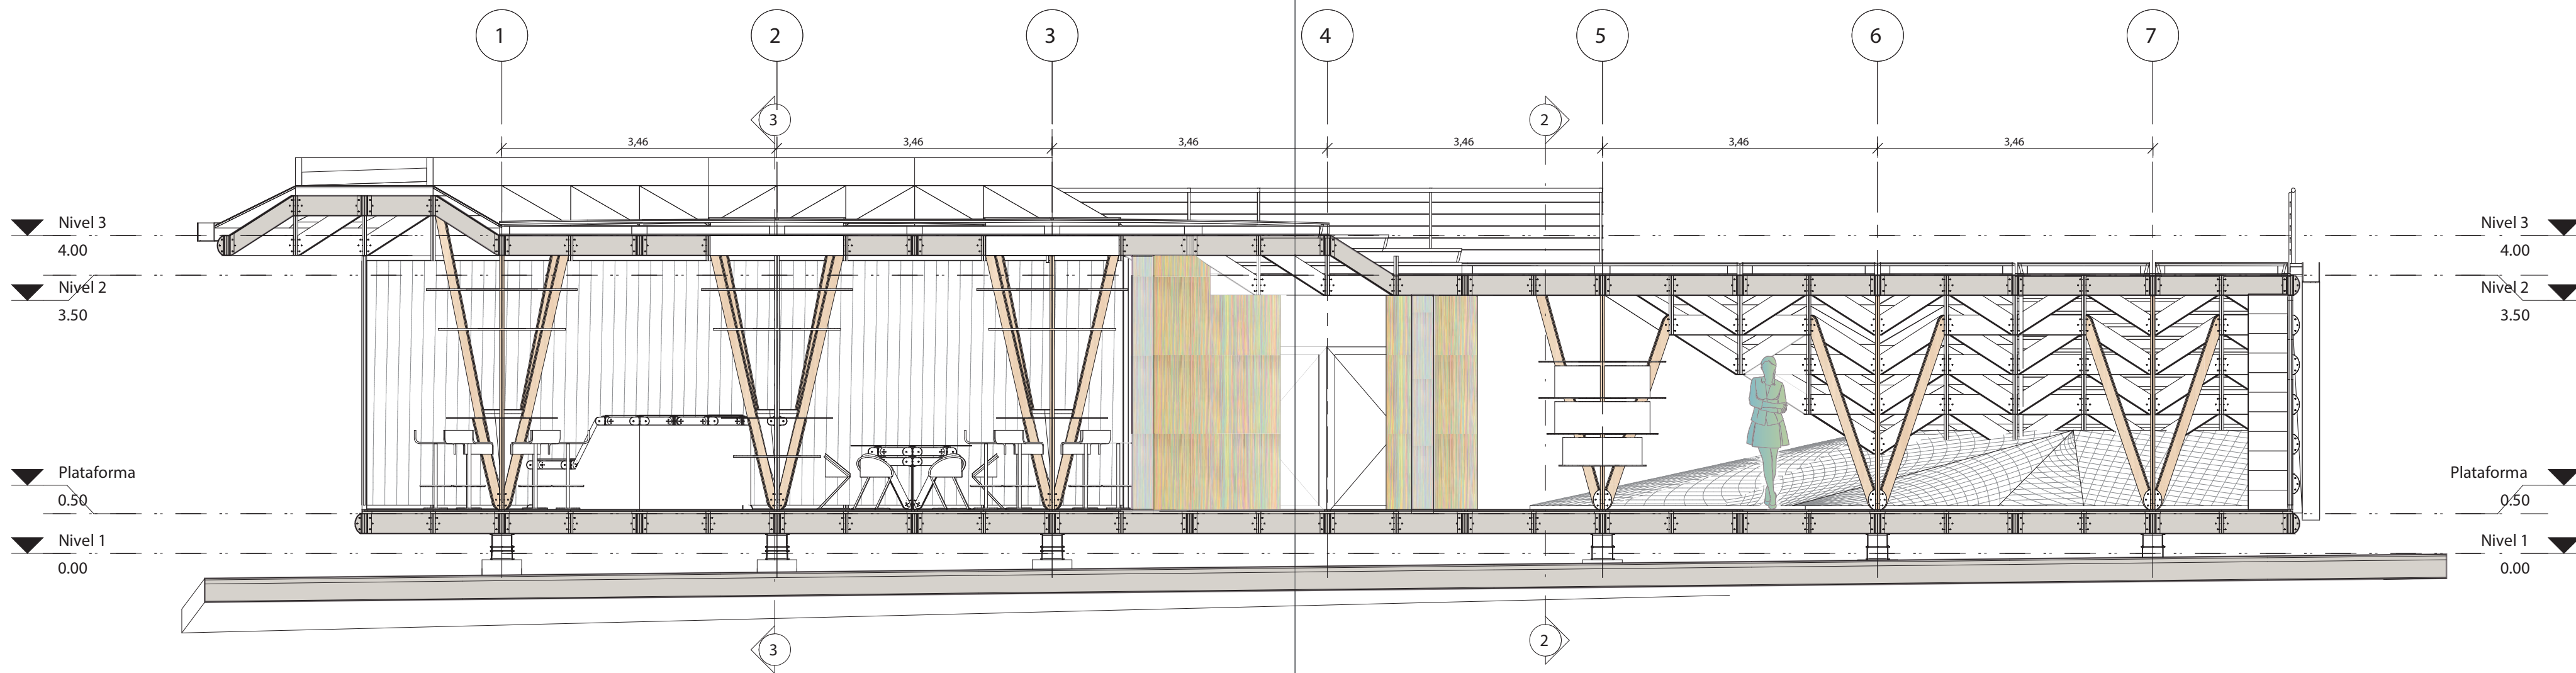 1 2 3 4 5 6 7
3 2
3,46 3,46 3,46 3,46 3,46 3,46
Nivel 3
4.00
Nivel 2
3.50
Plataforma
0.50
Nivel 1
0.00
Nivel 3
4.00
Nivel 2
3.50
Plataforma
0.50
Nivel 1
0.00
3 2